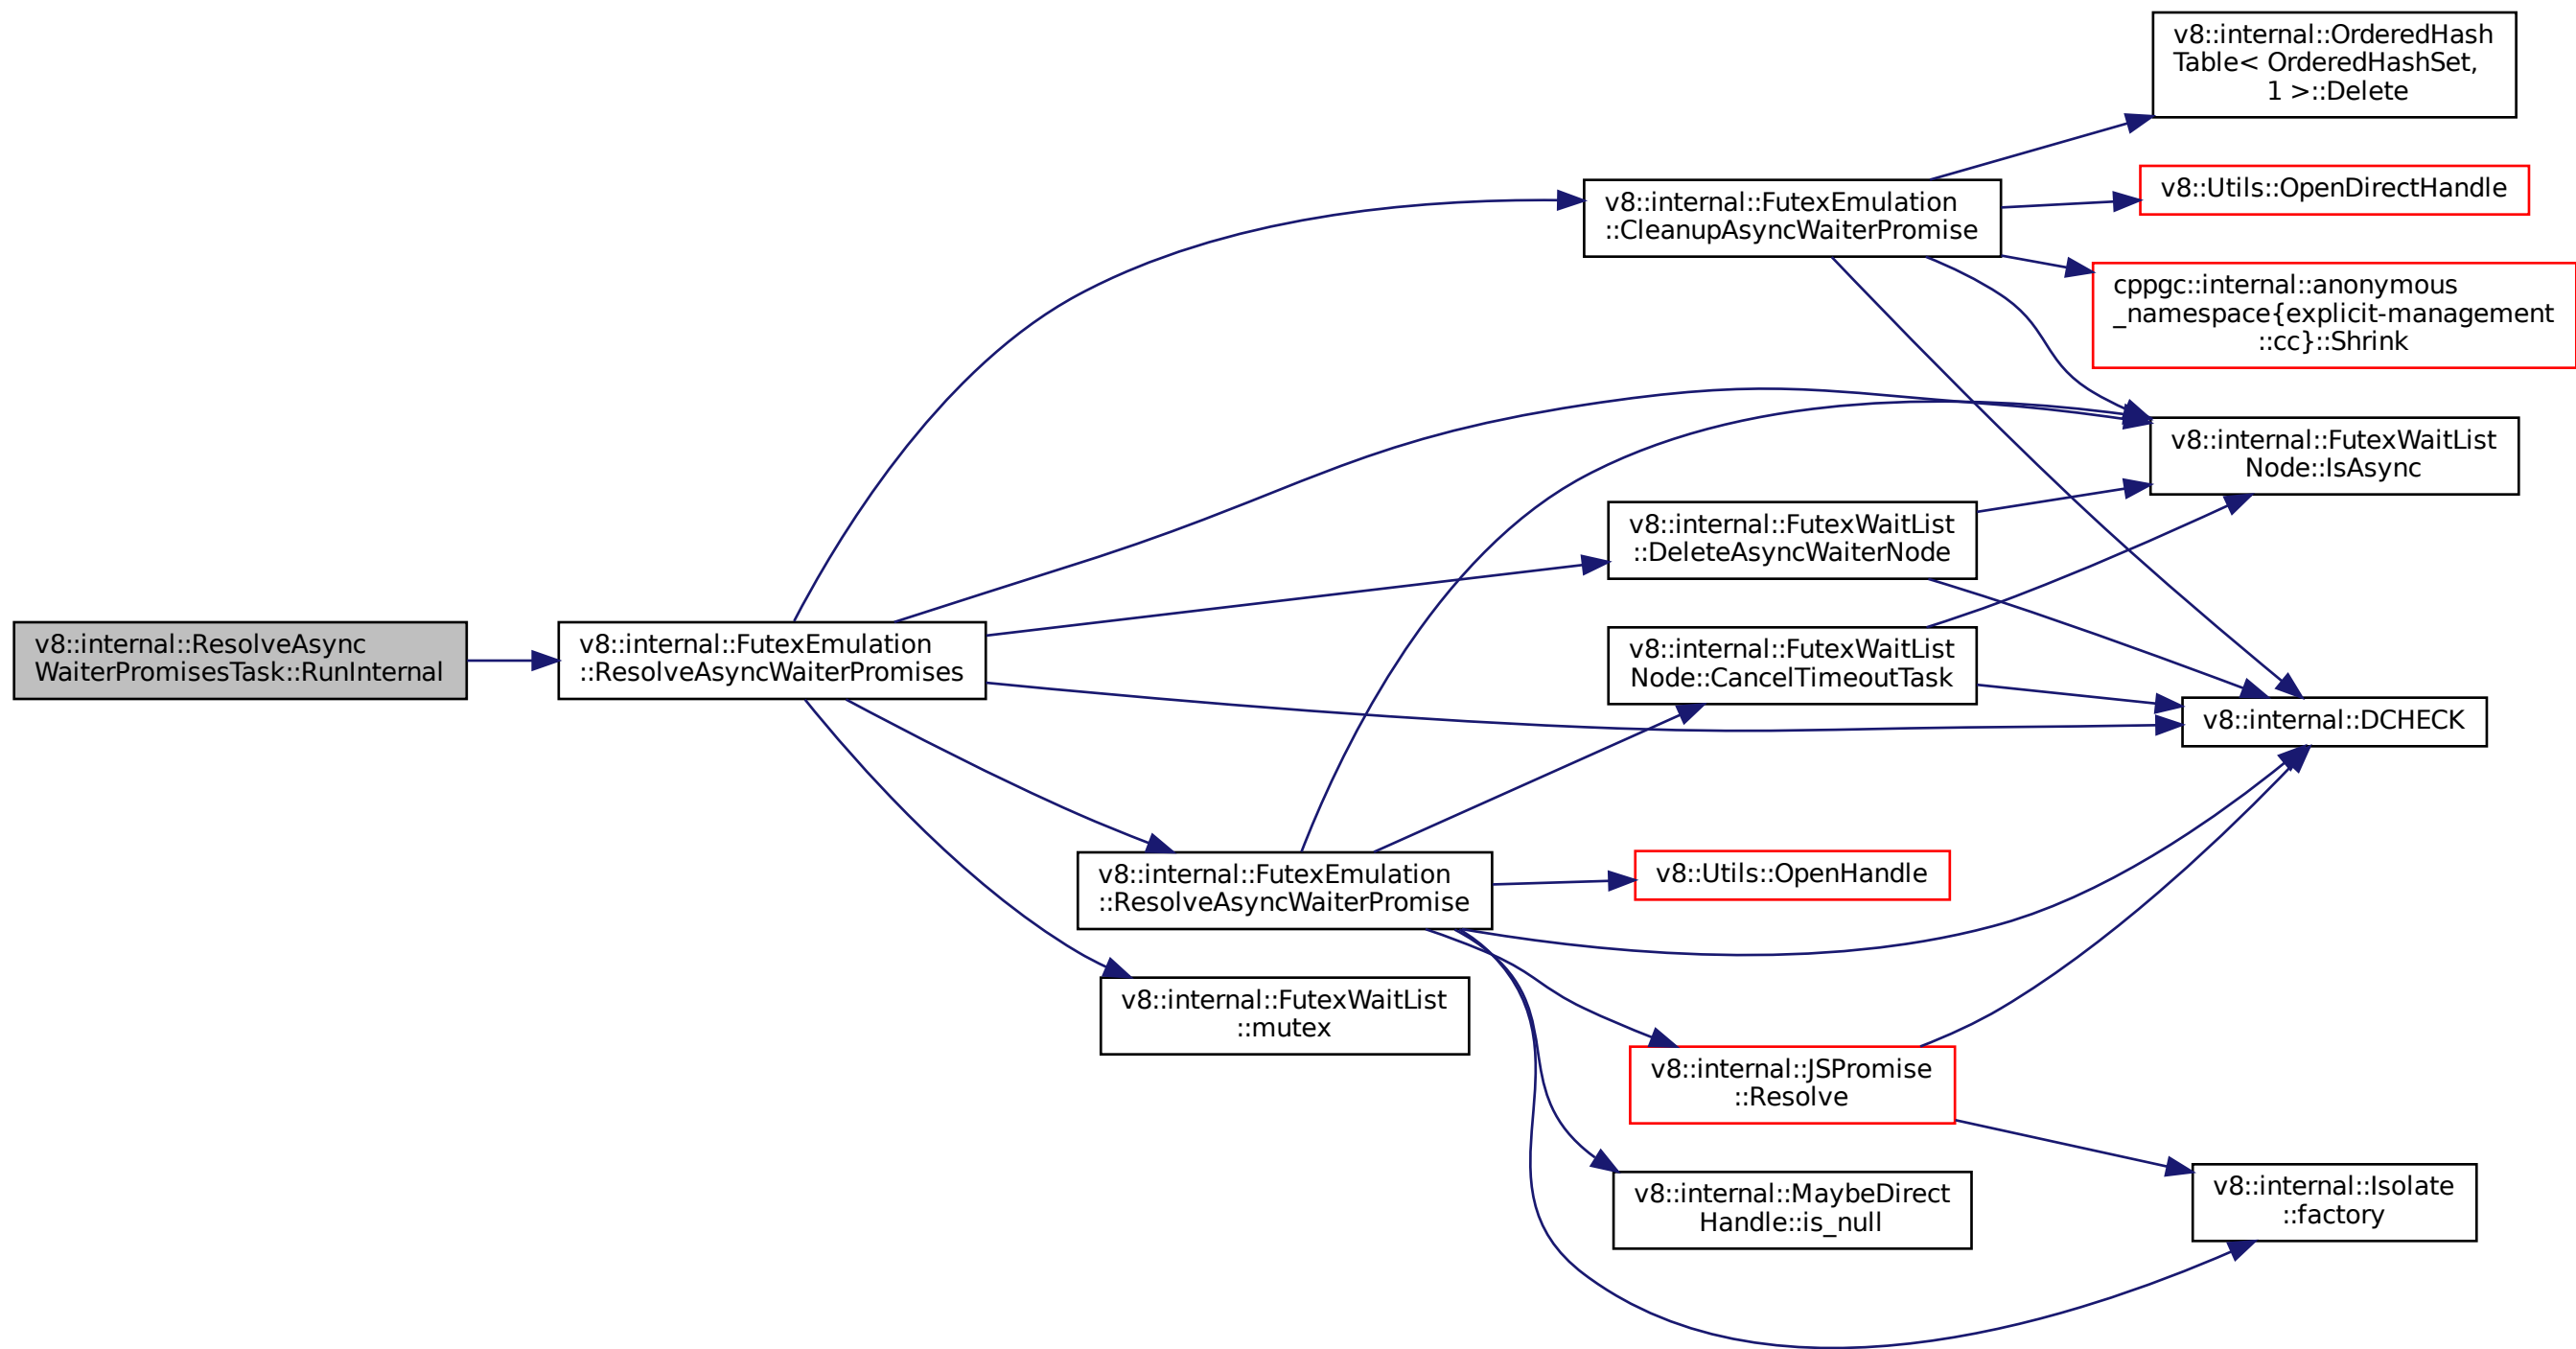 v8::internal::ResolveAsync
WaiterPromisesTask::RunInternal
v8::internal::FutexEmulation
::ResolveAsyncWaiterPromises
v8::internal::FutexEmulation
::CleanupAsyncWaiterPromise
v8::internal::OrderedHash
Table< OrderedHashSet,
1 >::Delete
v8::Utils::OpenDirectHandle
cppgc::internal::anonymous
_namespace{explicit-management
::cc}::Shrink
v8::internal::FutexWaitList
Node::IsAsync
v8::internal::FutexWaitList
::DeleteAsyncWaiterNode
v8::internal::FutexWaitList
Node::CancelTimeoutTask
v8::internal::DCHECK
v8::internal::FutexEmulation
::ResolveAsyncWaiterPromise
v8::Utils::OpenHandle
v8::internal::FutexWaitList
::mutex
v8::internal::JSPromise
::Resolve
v8::internal::MaybeDirect
Handle::is_null
v8::internal::Isolate
::factory